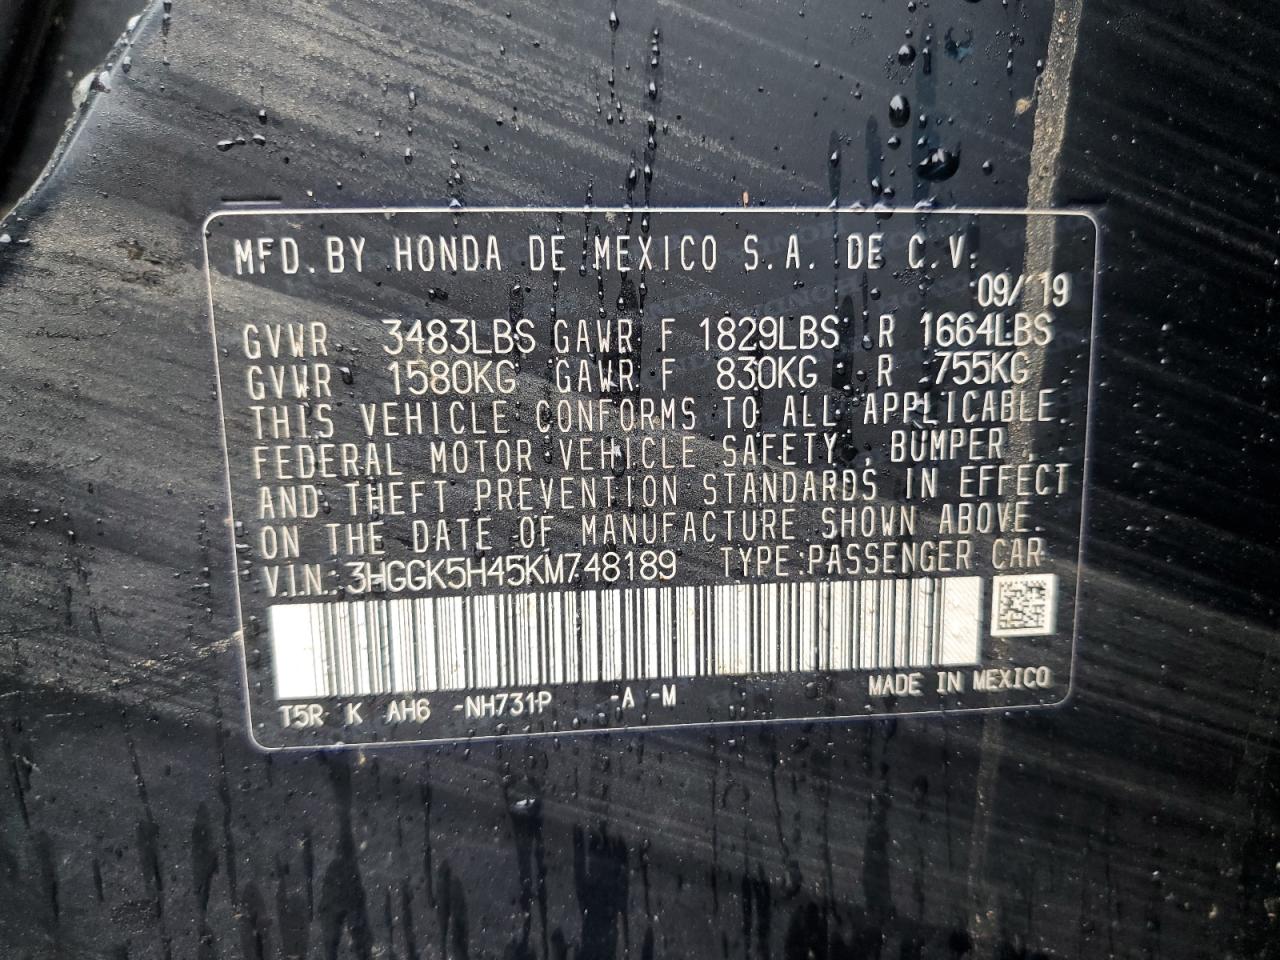 MFD. BY HONDA DE MEXICO S.A. DE C.V.
09/ 19
GVWR 3483LBS GAWR F 1829LBS R 1664LBS
GVWR 1580KG GAWR F 830KG R 755KG
THIS VEHICLE CONFORMS TO ALL APPLICABLE
FEDERAL MOTOR VEHICLE SAFETY, BUMPER,
AND THEFT PREVENTION STANDARDS IN EFFECT
ON THE DATE OF MANUFACTURE SHOWN ABOVE.
V.I.N.: 3HGGK5H45KM748189 TYPE:PASSENGER CAR
T5R K AH6 -NH731P -A -M
MADE IN MEXICO